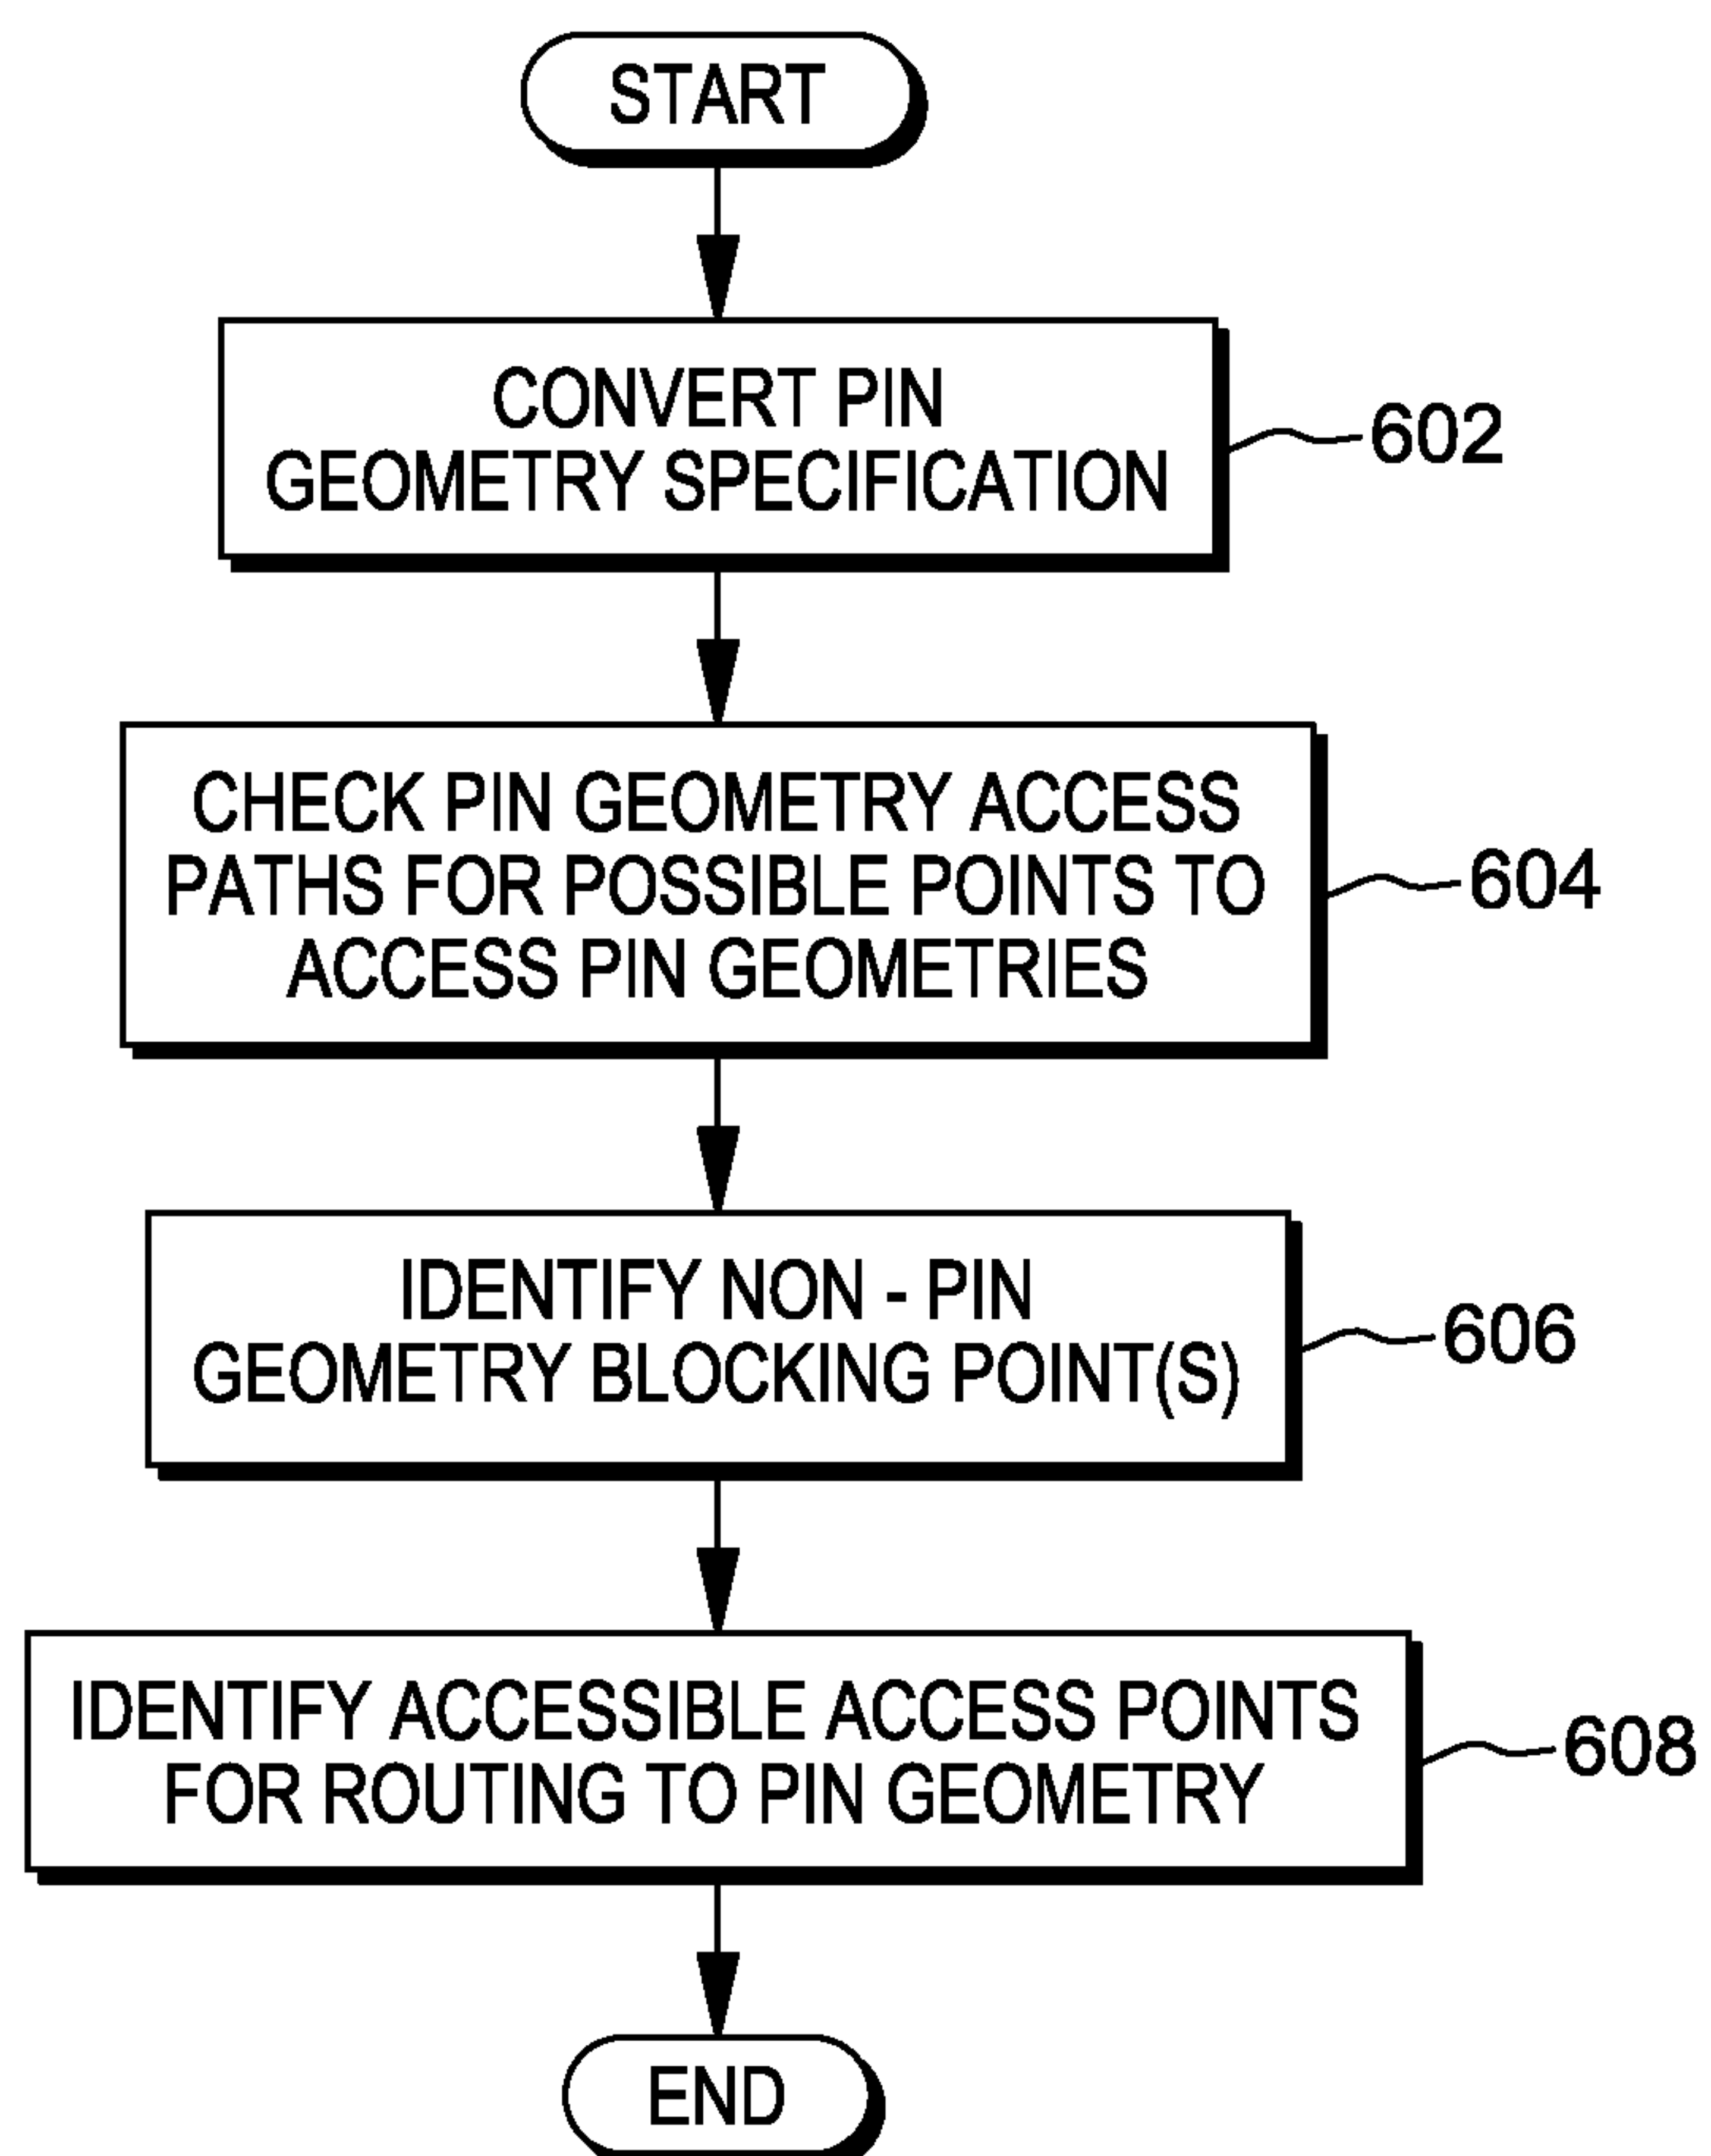 START
CONVERT PIN
GEOMETRY SPECIFICATION
602
CHECK PIN GEOMETRY ACCESS
PATHS FOR POSSIBLE POINTS TO
ACCESS PIN GEOMETRIES
604
IDENTIFY NON - PIN
GEOMETRY BLOCKING POINT(S)
606
IDENTIFY ACCESSIBLE ACCESS POINTS
FOR ROUTING TO PIN GEOMETRY
608
END